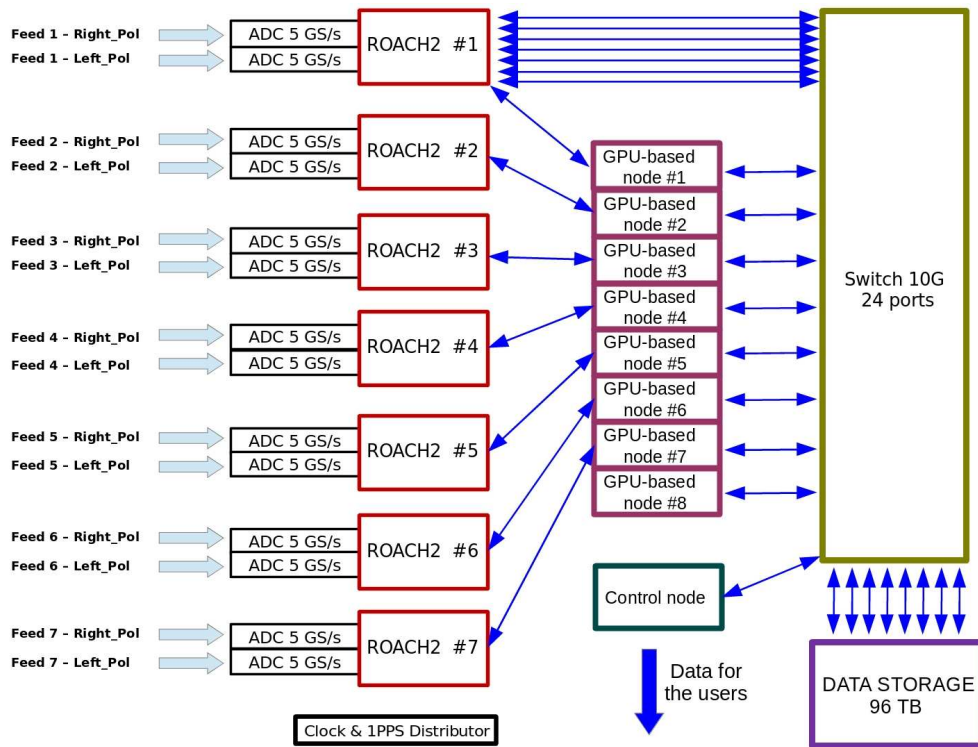 Feed 1 – Right_Pol
Feed 1 – Left_Pol
ADC 5 GS/s
ADC 5 GS/s
ROACH2 #1
Feed 2 – Right_Pol
Feed 2 – Left_Pol
ADC 5 GS/s
ADC 5 GS/s
ROACH2 #2
Feed 3 – Right_Pol
Feed 3 – Left_Pol
ADC 5 GS/s
ADC 5 GS/s
ROACH2 #3
Feed 4 – Right_Pol
Feed 4 – Left_Pol
ADC 5 GS/s
ADC 5 GS/s
ROACH2 #4
Feed 5 – Right_Pol
Feed 5 – Left_Pol
ADC 5 GS/s
ADC 5 GS/s
ROACH2 #5
Feed 6 – Right_Pol
Feed 6 – Left_Pol
ADC 5 GS/s
ADC 5 GS/s
ROACH2 #6
Feed 7 – Right_Pol
Feed 7 – Left_Pol
ADC 5 GS/s
ADC 5 GS/s
ROACH2 #7
GPU-based
node #1
GPU-based
node #2
GPU-based
node #3
GPU-based
node #4
GPU-based
node #5
GPU-based
node #6
GPU-based
node #7
GPU-based
node #8
Switch 10G
24 ports
Control node
Data for
the users
DATA STORAGE
96 TB
Clock & 1PPS Distributor